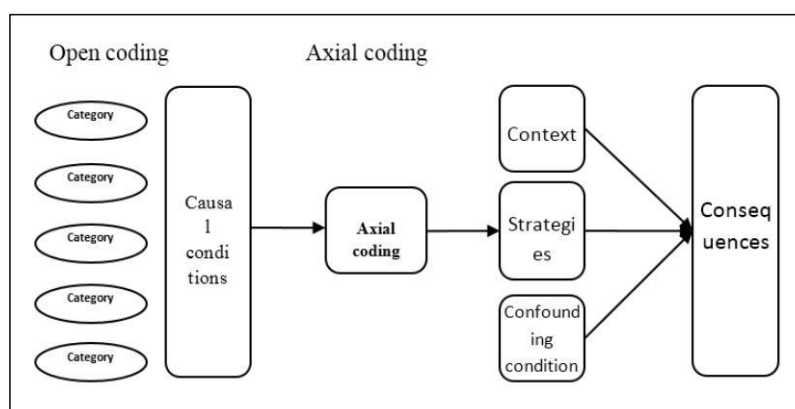 Open coding
Axial coding
Category
Category
Category
Category
Category
Causa
l
condi
tions
Axial
coding
Context
Strategi
es
Confound
ing
condition
Conseq
uences